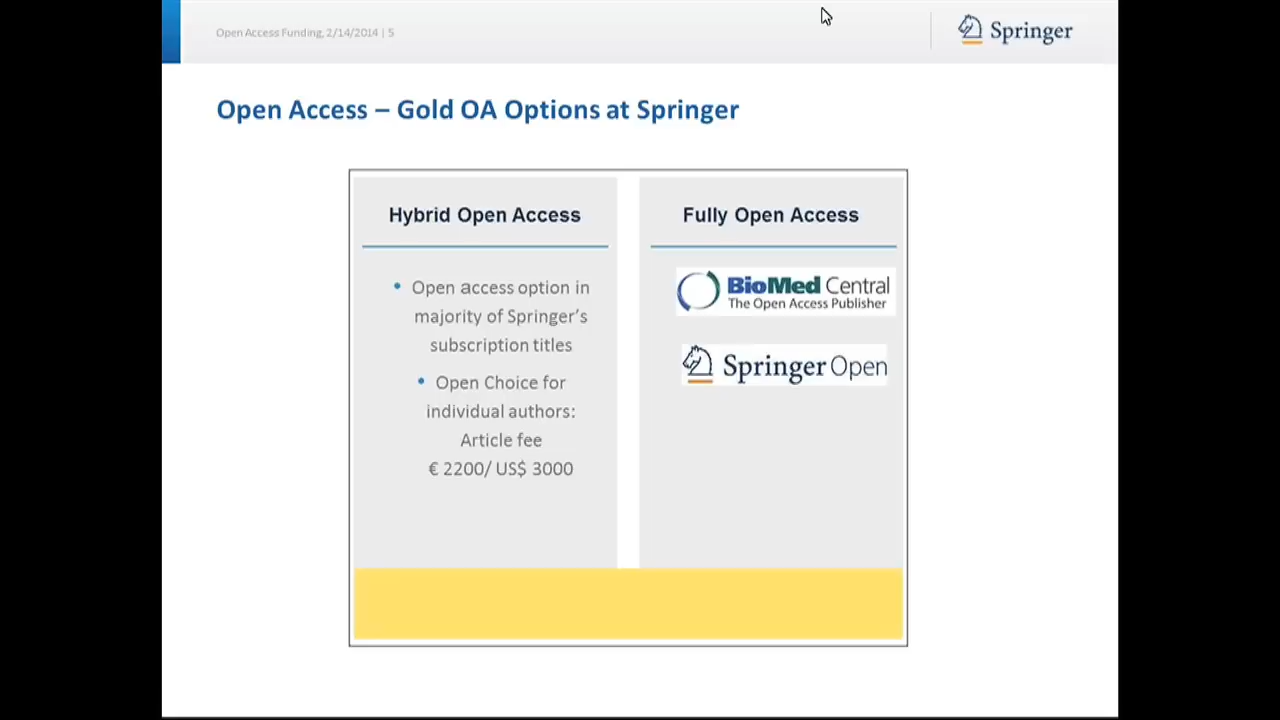 Open Access Funding, 2/14/2014 | 5
Springer
Open Access – Gold OA Options at Springer
Hybrid Open Access
• Open access option in
majority of Springer's
subscription titles
• Open Choice for
individual authors:
Article fee
€ 2200/ US$ 3000
Fully Open Access
BioMed Central
The Open Access Publisher
Springer Open